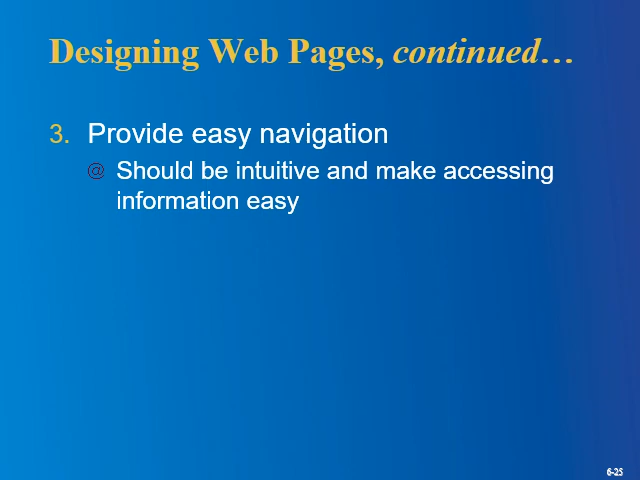 Designing Web Pages, continued…
3. Provide easy navigation
@ Should be intuitive and make accessing
information easy
6-25